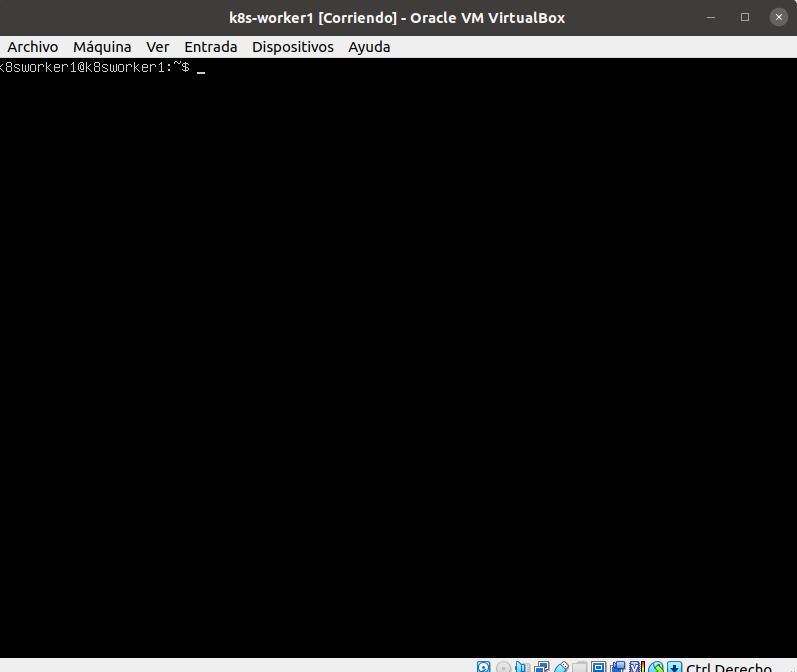 k8s-worker1 [Corriendo] - Oracle VM VirtualBox
Archivo Máquina Ver Entrada Dispositivos Ayuda
k8sworker1@k8sworker1:~$ _
Ctrl Derecho